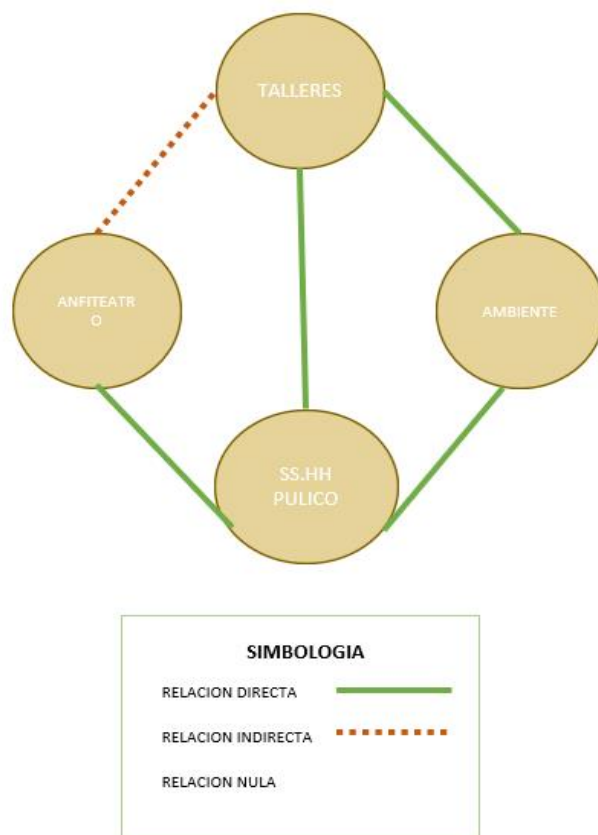 TALLERES
ANFITEATR
O
AMBIENTE
SS.HH
PULICO
SIMBOLOGIA
RELACION DIRECTA
RELACION INDIRECTA
RELACION NULA